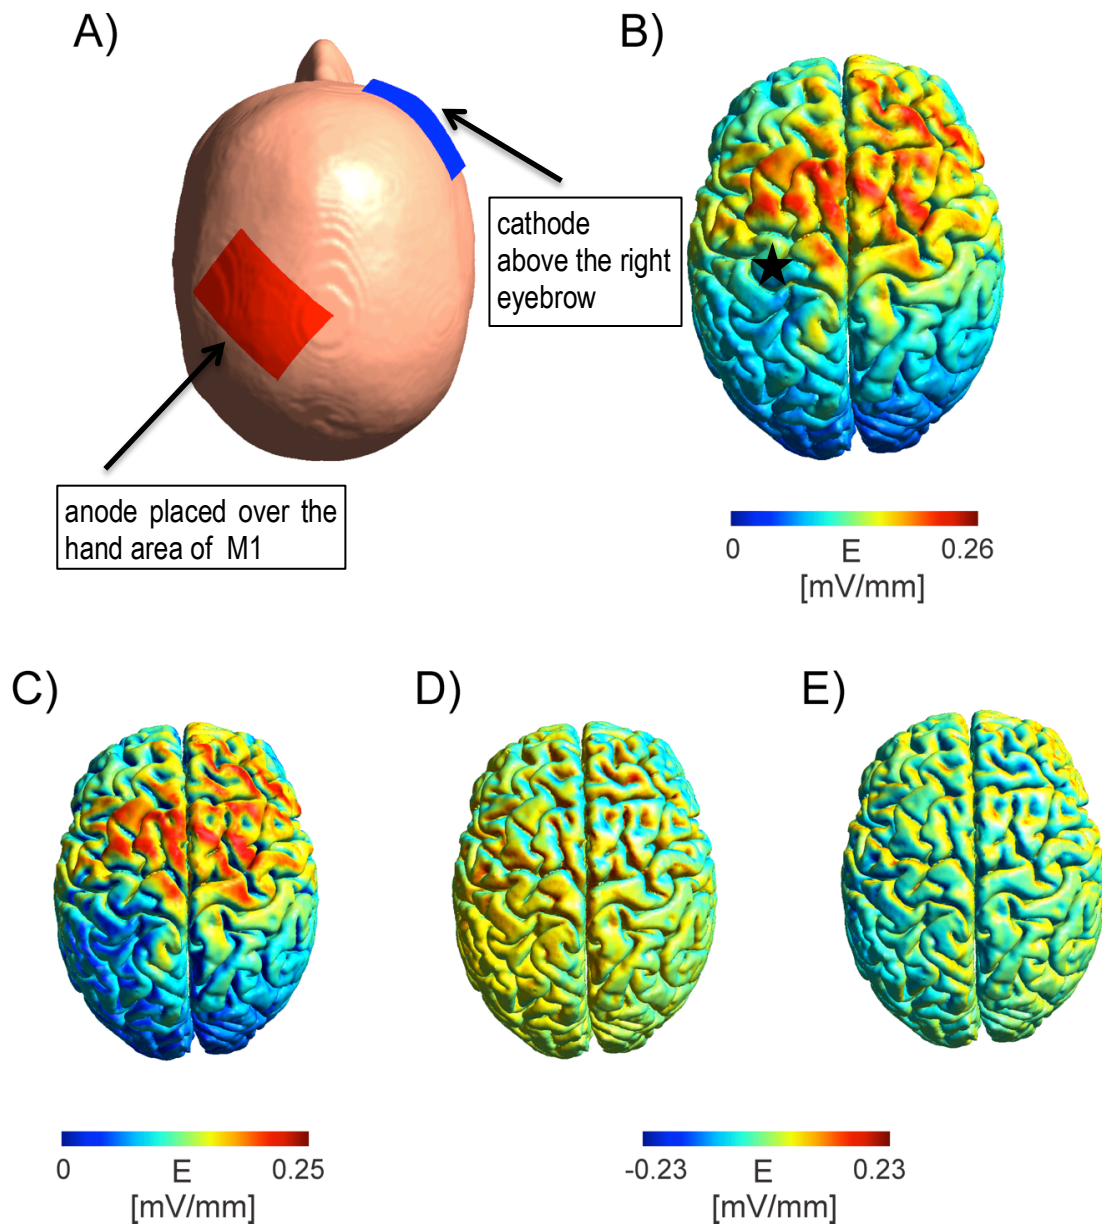 A)
B)
cathode
above the right
eyebrow
anode placed over the
hand area of M1
0 E 0.26
[mV/mm]
C)
D)
E)
0 E 0.25
[mV/mm]
-0.23 E 0.23
[mV/mm]